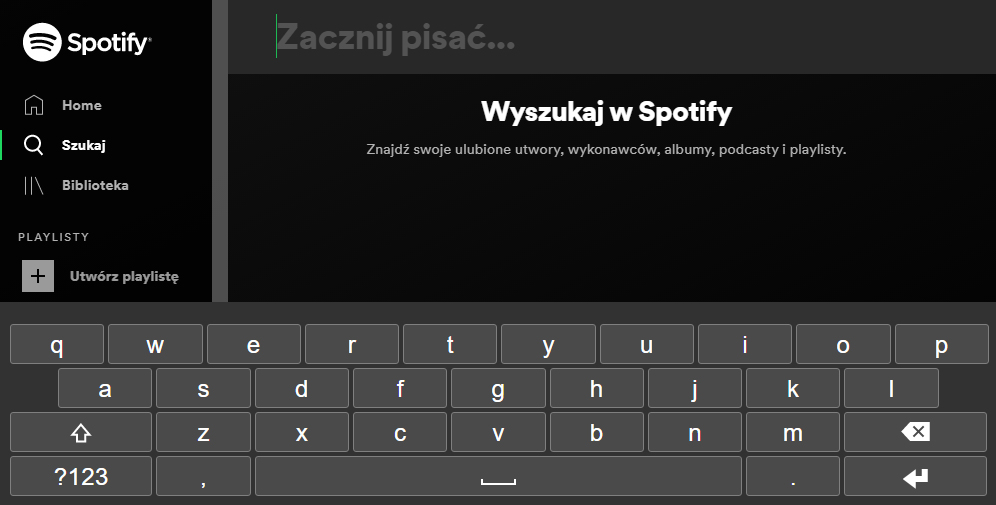 Spotify®
Home
Szukaj
Biblioteka
PLAYLISTY
Utwórz playlistę
Zacznij pisać...
Wyszukaj w Spotify
Znajdź swoje ulubione utwory, wykonawców, albumy, podcasty i playlisty.
q w e r t y u i o p
a s d f g h j k l
z x c v b n m
?123 , .